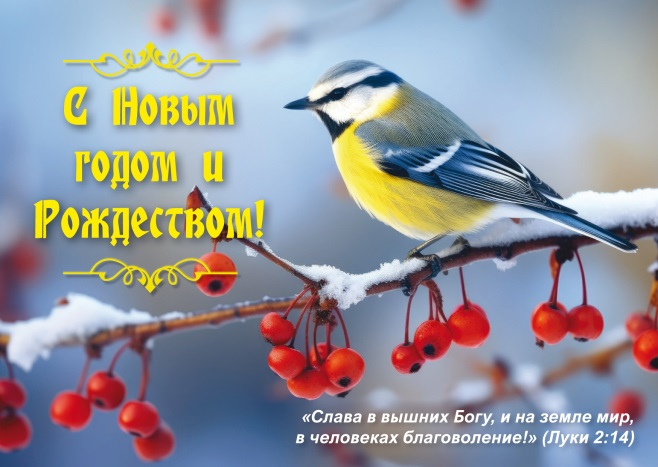 С Новым
годом и
Рождеством!
«Слава в вышних Богу, и на земле мир,
в человеках благоволение!» (Луки 2:14)